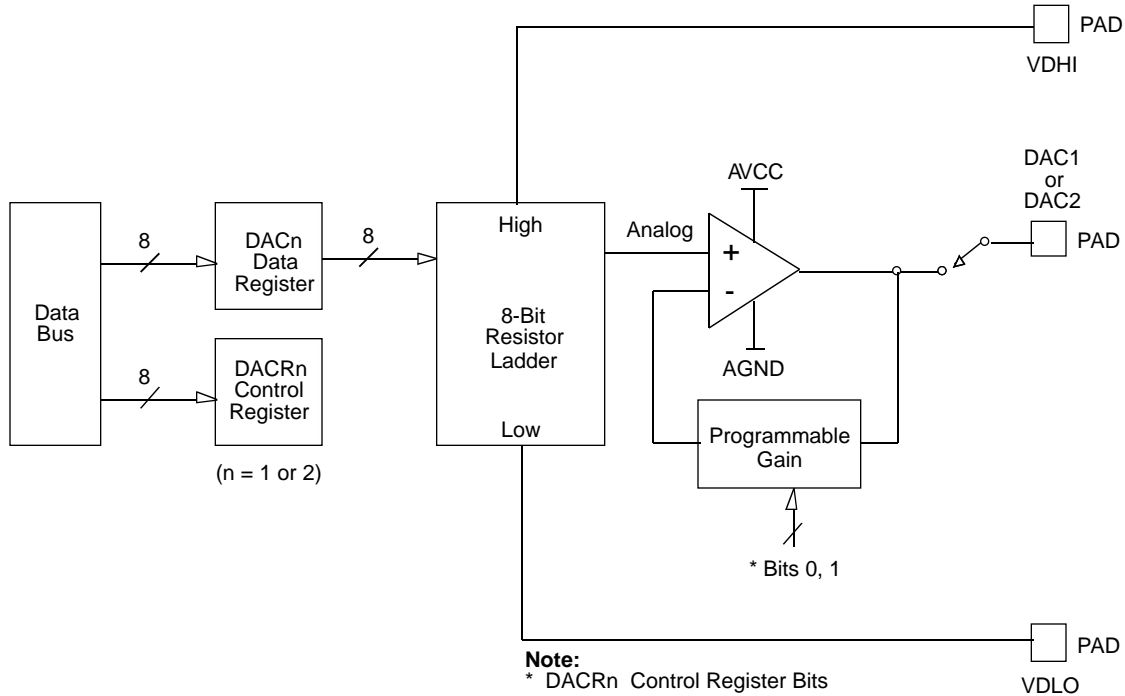 PAD
VDHI
DAC1
or
DAC2
PAD
AVCC
Analog
+
-
AGND
High
8-Bit
Resistor
Ladder
Low
8
DACn
Data
Register
8
Data
Bus
8
DACRn
Control
Register
(n = 1 or 2)
Programmable
Gain
* Bits 0, 1
PAD
VDLO
Note:
* DACRn Control Register Bits